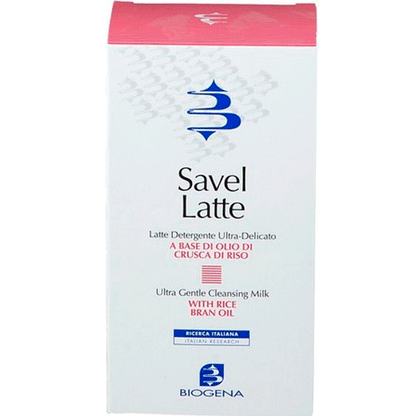 Savel
Latte
Latte Detergente Ultra-Delicato
A BASE DI OLIO DI
CRUSCA DI RISO
Ultra Gentle Cleansing Milk
WITH RICE
BRAN OIL
RICERCA ITALIANA
ITALIAN RESEARCH
BIOGENA